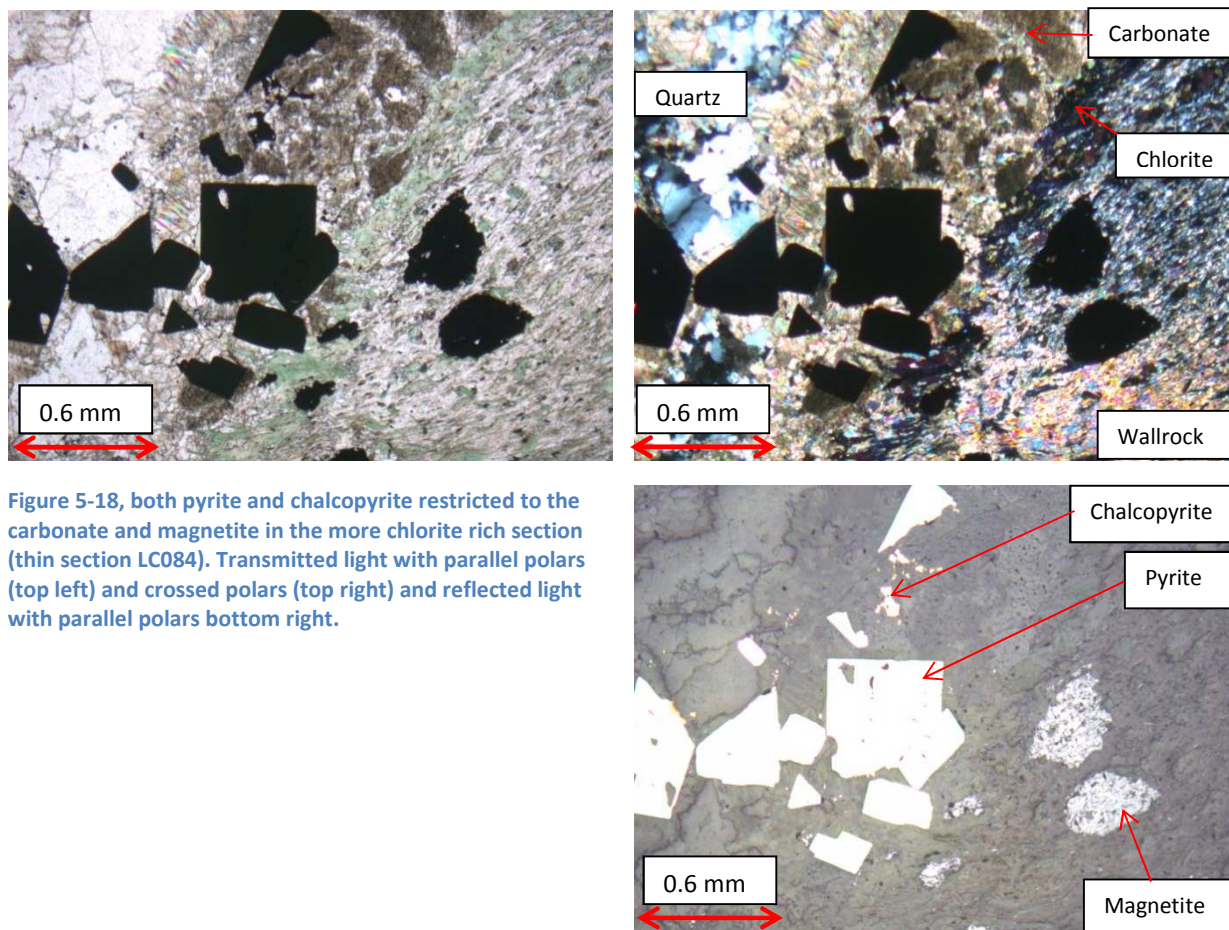 Carbonate
Quartz
Chlorite
0.6 mm
0.6 mm
Wallrock
Figure 5-18, both pyrite and chalcopyrite restricted to the
carbonate and magnetite in the more chlorite rich section
(thin section LC084). Transmitted light with parallel polars
(top left) and crossed polars (top right) and reflected light
with parallel polars bottom right.
Chalcopyrite
Pyrite
0.6 mm
Magnetite